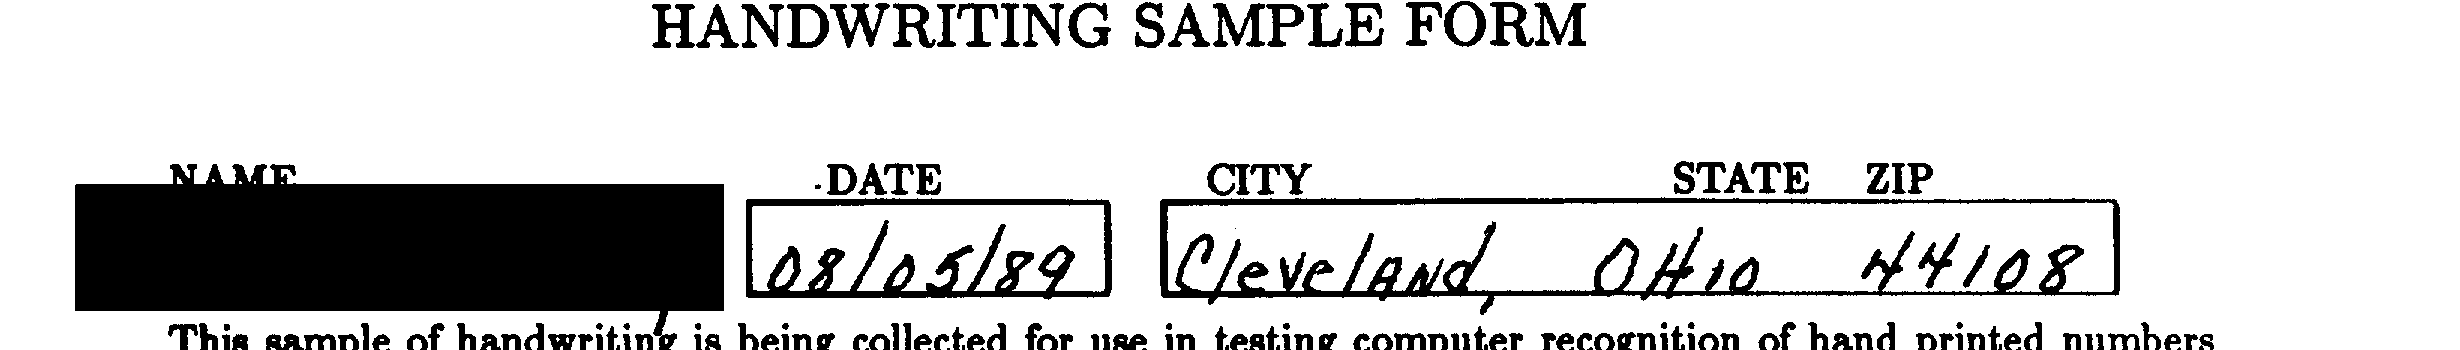 HANDWRITING SAMPLE FORM
NAME DATE CITY STATE ZIP
08/05/89 Cleveland, OHio 44108
This sample of handwriting is being collected for use in testing computer recognition of hand printed numbers